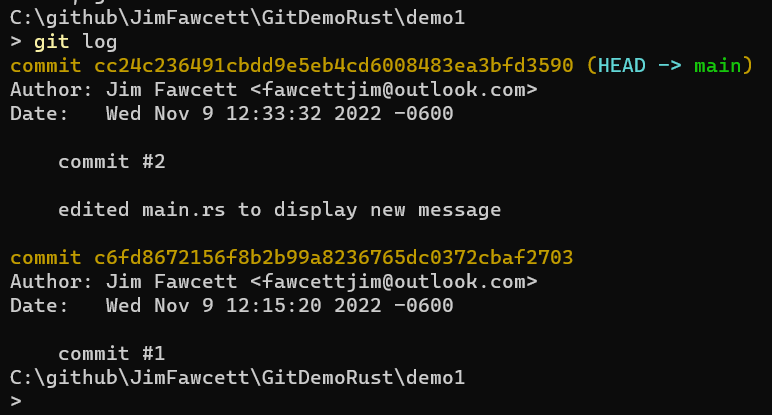 C:\github\JimFawcett\GitDemoRust\demo1
> git log
commit cc24c236491cbdd9e5eb4cd6008483ea3bfd3590 (HEAD -> main)
Author: Jim Fawcett <fawcettjim@outlook.com>
Date:   Wed Nov 9 12:33:32 2022 -0600
    commit #2
    edited main.rs to display new message
commit c6fd8672156f8b2b99a8236765dc0372cbaf2703
Author: Jim Fawcett <fawcettjim@outlook.com>
Date:   Wed Nov 9 12:15:20 2022 -0600
    commit #1
C:\github\JimFawcett\GitDemoRust\demo1
>